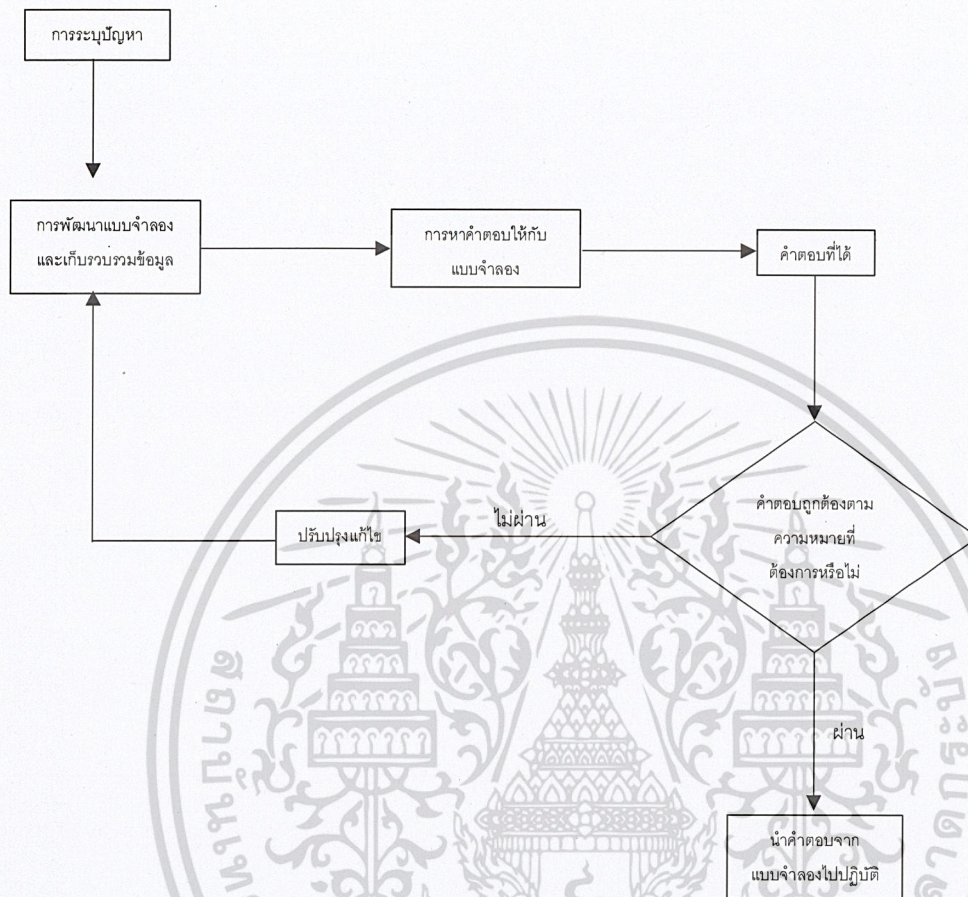 การระบุปัญหา
การพัฒนาแบบจำลอง
และเก็บรวบรวมข้อมูล
การหาคำตอบให้กับ
แบบจำลอง
คำตอบที่ได้
คำตอบถูกต้องตาม
ความหมายที่
ต้องการหรือไม่
ไม่ผ่าน
ปรับปรุงแก้ไข
ผ่าน
นำคำตอบจาก
แบบจำลองไปปฏิบัติ